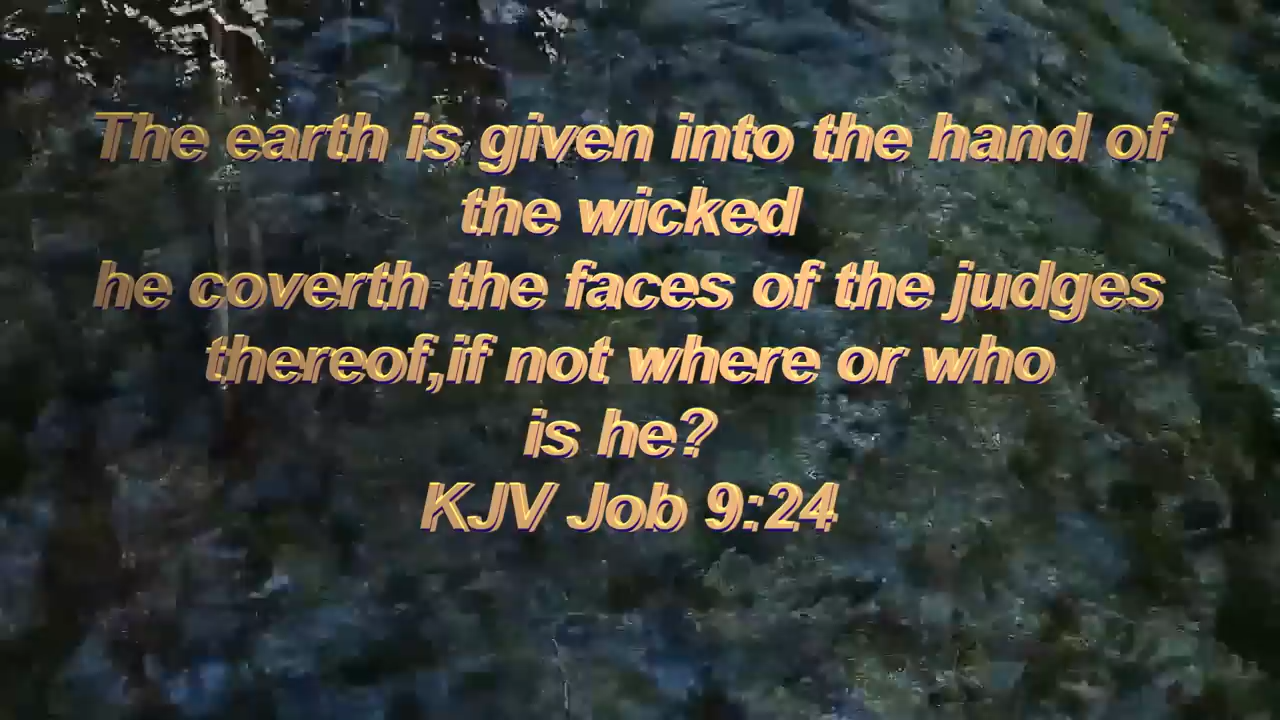 The earth is given into the hand of
the wicked
he coverth the faces of the judges
thereof,if not where or who
is he?
KJV Job 9:24